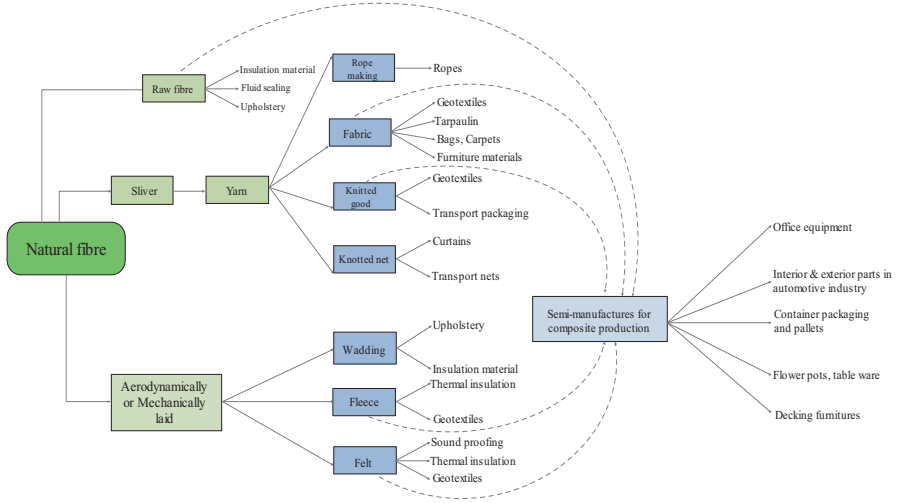 Natural fibre
Raw fibre
Insulation material
Fluid sealing
Upholstery
Sliver
Yarn
Rope
making
Ropes
Fabric
Geotextiles
Tarpaulin
Bags, Carpets
Furniture materials
Knitted
good
Geotextiles
Transport packaging
Knotted net
Curtains
Transport nets
Aerodynamically
or Mechanically
laid
Wadding
Upholstery
Insulation material
Fleece
Thermal insulation
Geotextiles
Felt
Sound proofing
Thermal insulation
Geotextiles
Semi-manufactures for
composite production
Office equipment
Interior & exterior parts in
automotive industry
Container packaging
and pallets
Flower pots, table ware
Decking furnitures